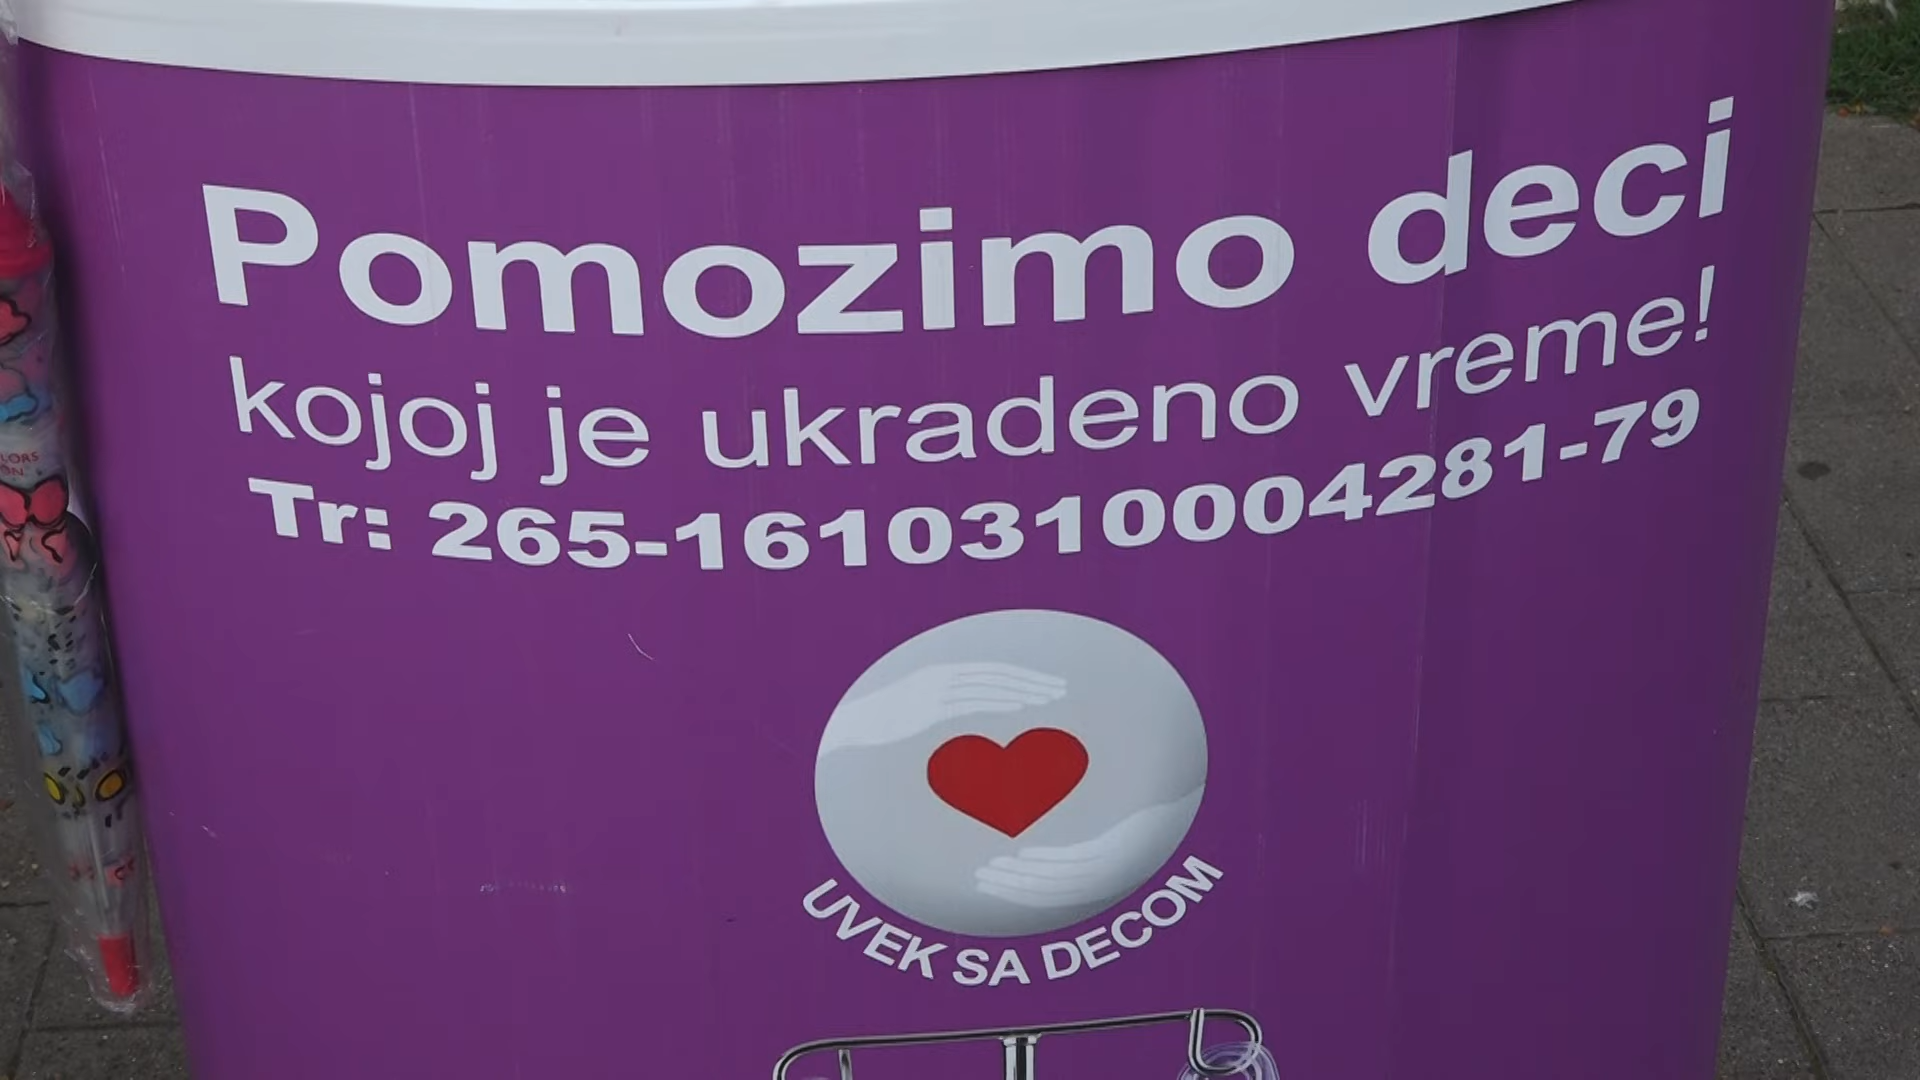 Pomozimo deci
kojoj je ukradeno vreme!
Tr: 265-1610310004281-79
UVEK SA DECOM